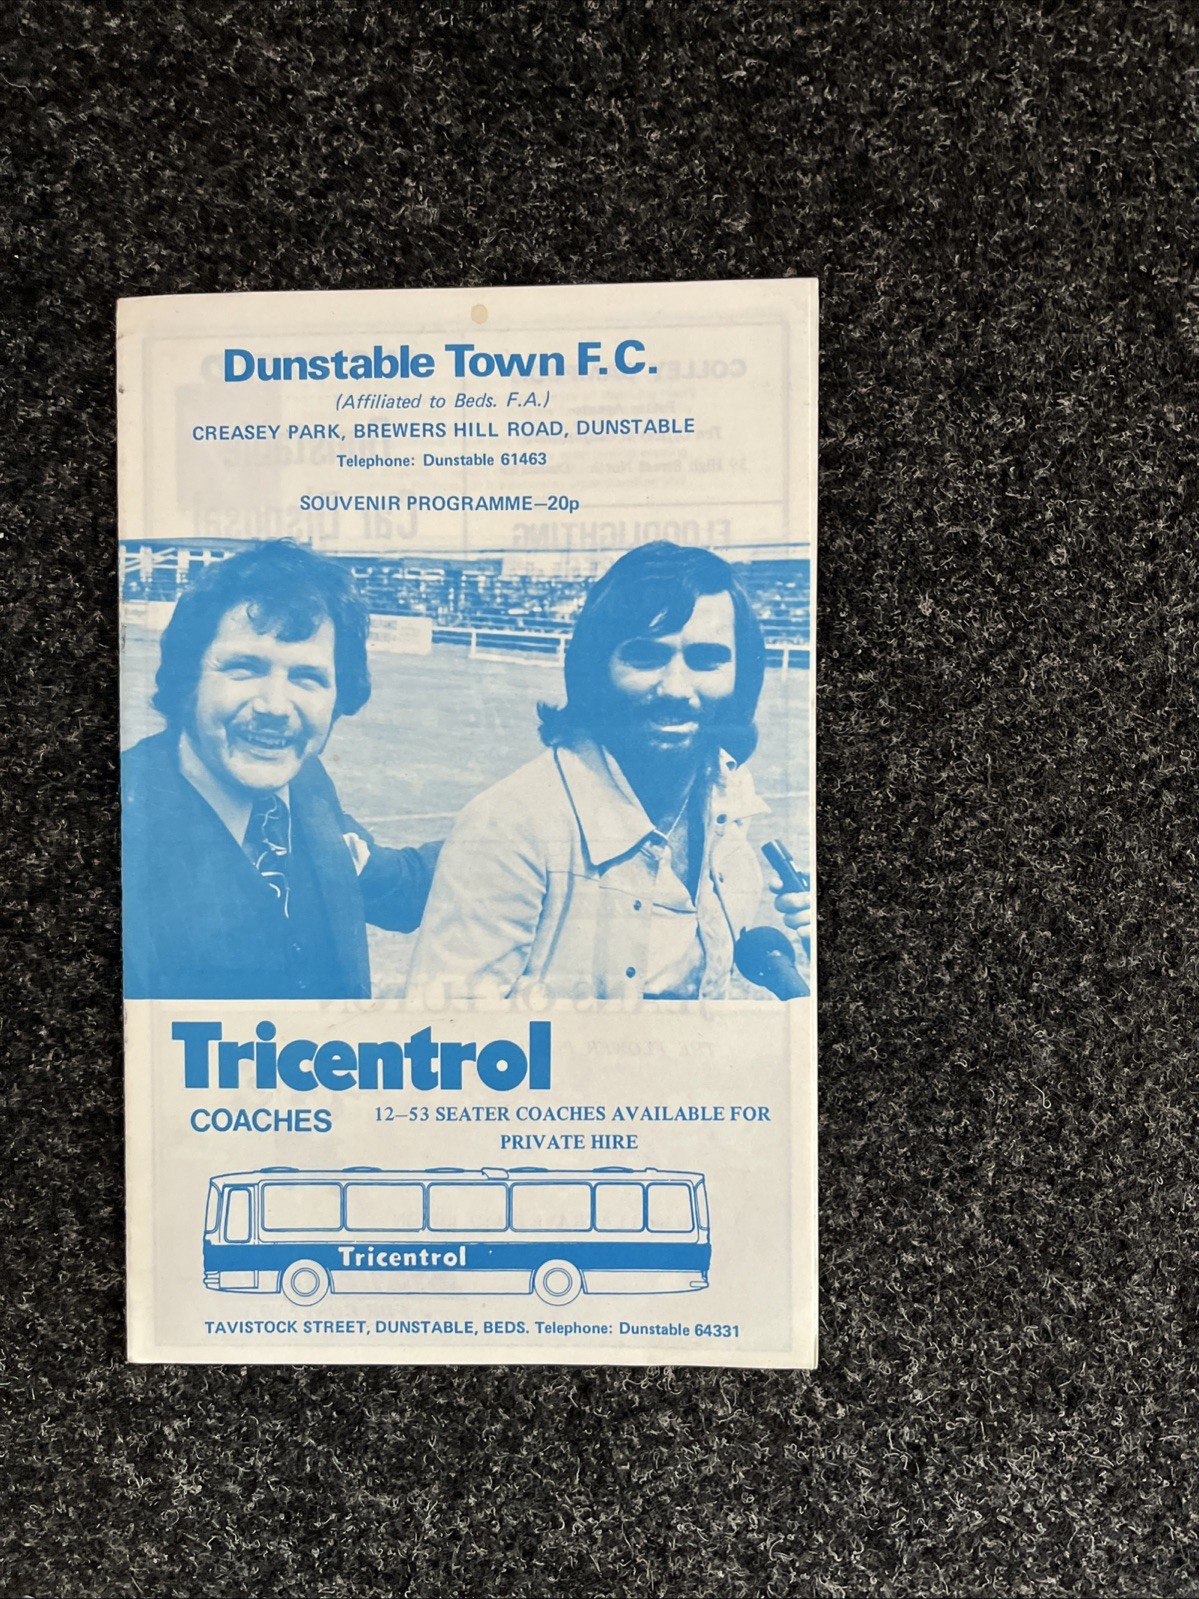 Dunstable Town F.C.
(Affiliated to Beds. F.A.)
CREASEY PARK, BREWERS HILL ROAD, DUNSTABLE
Telephone: Dunstable 61463
SOUVENIR PROGRAMME—20p
Tricentrol
COACHES
12—53 SEATER COACHES AVAILABLE FOR
PRIVATE HIRE
Tricentrol
TAVISTOCK STREET, DUNSTABLE, BEDS. Telephone: Dunstable 64331